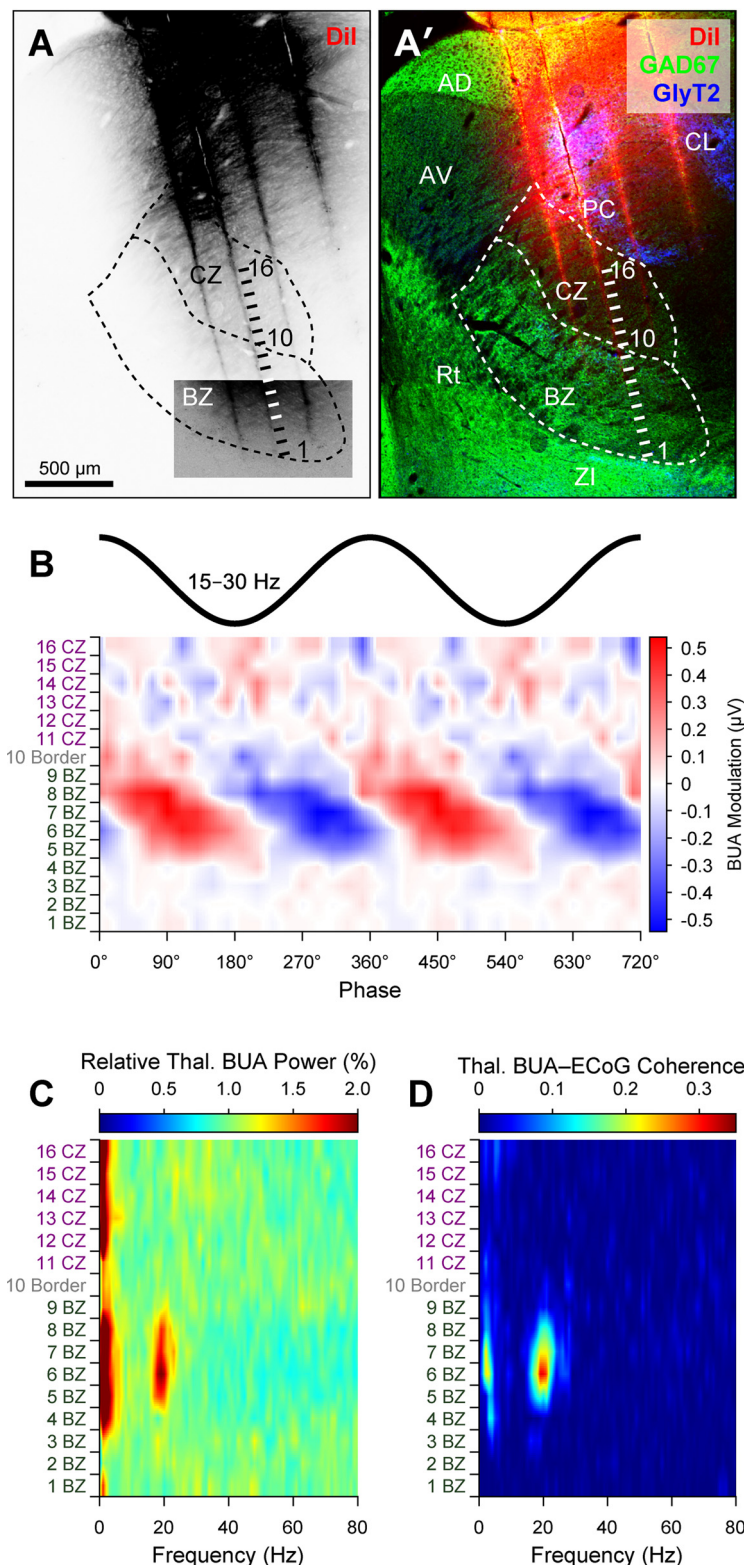 A
DiI
CZ
16
10
BZ
1
500 µm
A′
DiI
GAD67
GlyT2
AD
CL
AV
PC
16
CZ
10
Rt
BZ
1
ZI
B
15–30 Hz
16 CZ
15 CZ
14 CZ
13 CZ
12 CZ
11 CZ
10 Border
9 BZ
8 BZ
7 BZ
6 BZ
5 BZ
4 BZ
3 BZ
2 BZ
1 BZ
0° 90° 180° 270° 360° 450° 540° 630° 720°
Phase
0.5
0.4
0.3
0.2
0.1
0
-0.1
-0.2
-0.3
-0.4
-0.5
BUA Modulation (µV)
C
Relative Thal. BUA Power (%)
0 0.5 1.0 1.5 2.0
16 CZ
15 CZ
14 CZ
13 CZ
12 CZ
11 CZ
10 Border
9 BZ
8 BZ
7 BZ
6 BZ
5 BZ
4 BZ
3 BZ
2 BZ
1 BZ
0 20 40 60 80
Frequency (Hz)
D
Thal. BUA–ECoG Coherence
0 0.1 0.2 0.3
16 CZ
15 CZ
14 CZ
13 CZ
12 CZ
11 CZ
10 Border
9 BZ
8 BZ
7 BZ
6 BZ
5 BZ
4 BZ
3 BZ
2 BZ
1 BZ
0 20 40 60 80
Frequency (Hz)